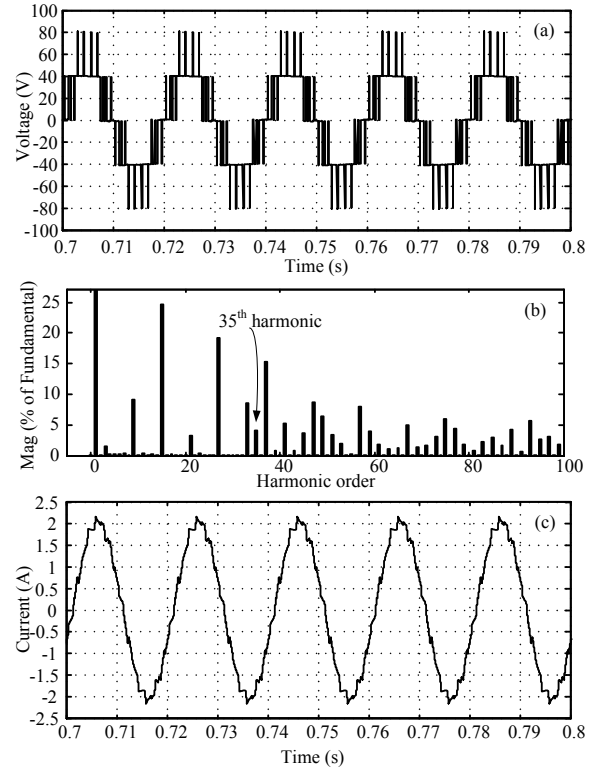 100
80
60
40
20
0
-20
-40
-60
-80
-100
Voltage (V)
(a)
0.7 0.71 0.72 0.73 0.74 0.75 0.76 0.77 0.78 0.79 0.8
Time (s)
25
20
15
10
5
0
Mag (% of Fundamental)
(b)
35th harmonic
0 20 40 60 80 100
Harmonic order
2.5
2
1.5
1
0.5
0
-0.5
-1
-1.5
-2
-2.5
Current (A)
(c)
0.7 0.71 0.72 0.73 0.74 0.75 0.76 0.77 0.78 0.79 0.8
Time (s)